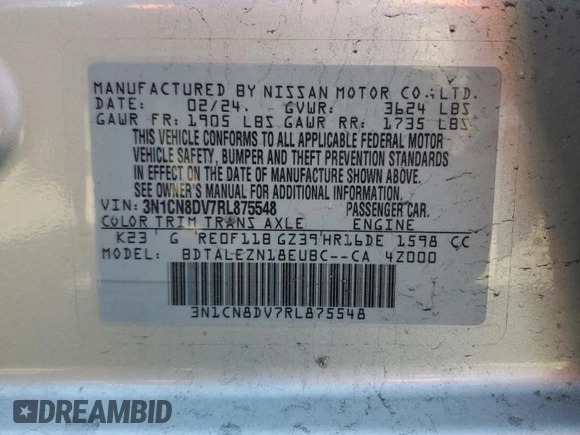 MANUFACTURED BY NISSAN MOTOR CO., LTD.
DATE: 02/24. GVWR: 3624 LBS
GAWR FR: 1905 LBS GAWR RR: 1735 LBS
THIS VEHICLE CONFORMS TO ALL APPLICABLE FEDERAL MOTOR
VEHICLE SAFETY, BUMPER AND THEFT PREVENTION STANDARDS
IN EFFECT ON THE DATE OF MANUFACTURE SHOWN ABOVE.
SEE OWNER'S MANUAL FOR ADDITIONAL INFORMATION.
VIN: 3N1CN8DV7RL875548 PASSENGER CAR.
COLOR TRIM TRANS AXLE ENGINE
K23 G RE0F11B GZ39 HR16DE 1598 CC
MODEL: BDTALEZN18EUBC--CA 4Z000
3N1CN8DV7RL875548
DREAMBID